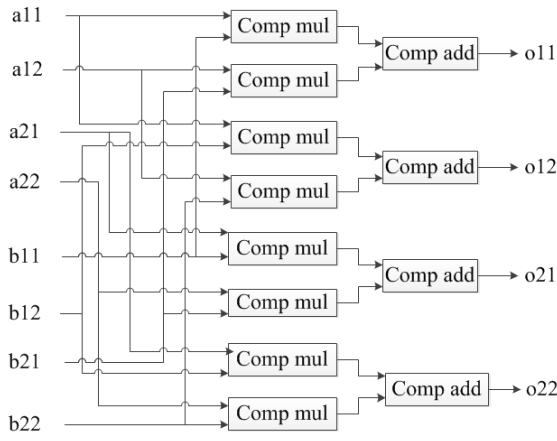 a11
a12
a21
a22
b11
b12
b21
b22
Comp mul
Comp mul
Comp mul
Comp mul
Comp mul
Comp mul
Comp mul
Comp mul
Comp add
Comp add
Comp add
Comp add
o11
o12
o21
o22